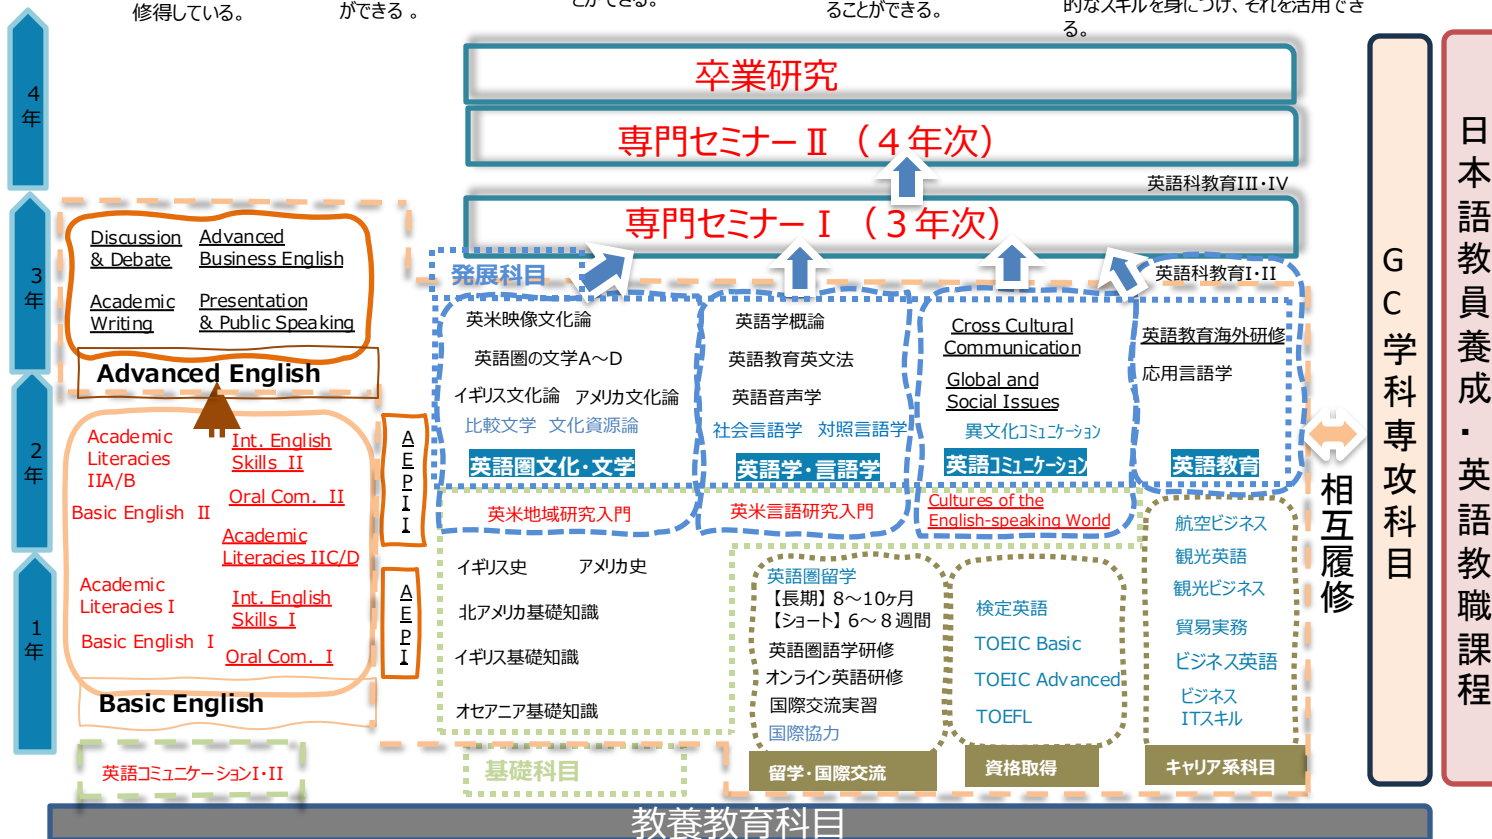 修得している。
ができる 。
とができる。
ることができる。
的なスキルを身につけ、それを活用でき
る。
4
年
卒業研究
専門セミナーⅡ（４年次）
英語科教育III・IV
専門セミナーⅠ（３年次）
3
年
Discussion
& Debate
Advanced
Business English
Academic
Writing
Presentation
& Public Speaking
Advanced English
発展科目
英米映像文化論
英語圏の文学A～D
イギリス文化論 アメリカ文化論
比較文学 文化資源論
英語圏文化・文学
英米地域研究入門
英語学概論
英語教育英文法
英語音声学
社会言語学 対照言語学
英語学・言語学
英米言語研究入門
Cross Cultural
Communication
Global and
Social Issues
異文化コミュニケーション
英語コミュニケーション
Cultures of the
English-speaking World
英語科教育I・II
英語教育海外研修
応用言語学
英語教育
2
年
Academic
Literacies
IIA/B
Basic English II
Int. English
Skills II
Oral Com. II
Academic
Literacies IIC/D
AEPII
1
年
Academic
Literacies I
Basic English I
Int. English
Skills I
Oral Com. I
AEPI
Basic English
英語コミュニケーションI・II
イギリス史 アメリカ史
北アメリカ基礎知識
イギリス基礎知識
オセアニア基礎知識
基礎科目
英語圏留学
【長期】８～10ヶ月
【ショート】６～８週間
英語圏語学研修
オンライン英語研修
国際交流実習
国際協力
留学・国際交流
検定英語
TOEIC Basic
TOEIC Advanced
TOEFL
資格取得
航空ビジネス
観光英語
観光ビジネス
貿易実務
ビジネス英語
ビジネス
ITスキル
キャリア系科目
相互履修
GC学科専攻科目
日本語教員養成・英語教職課程
教養教育科目